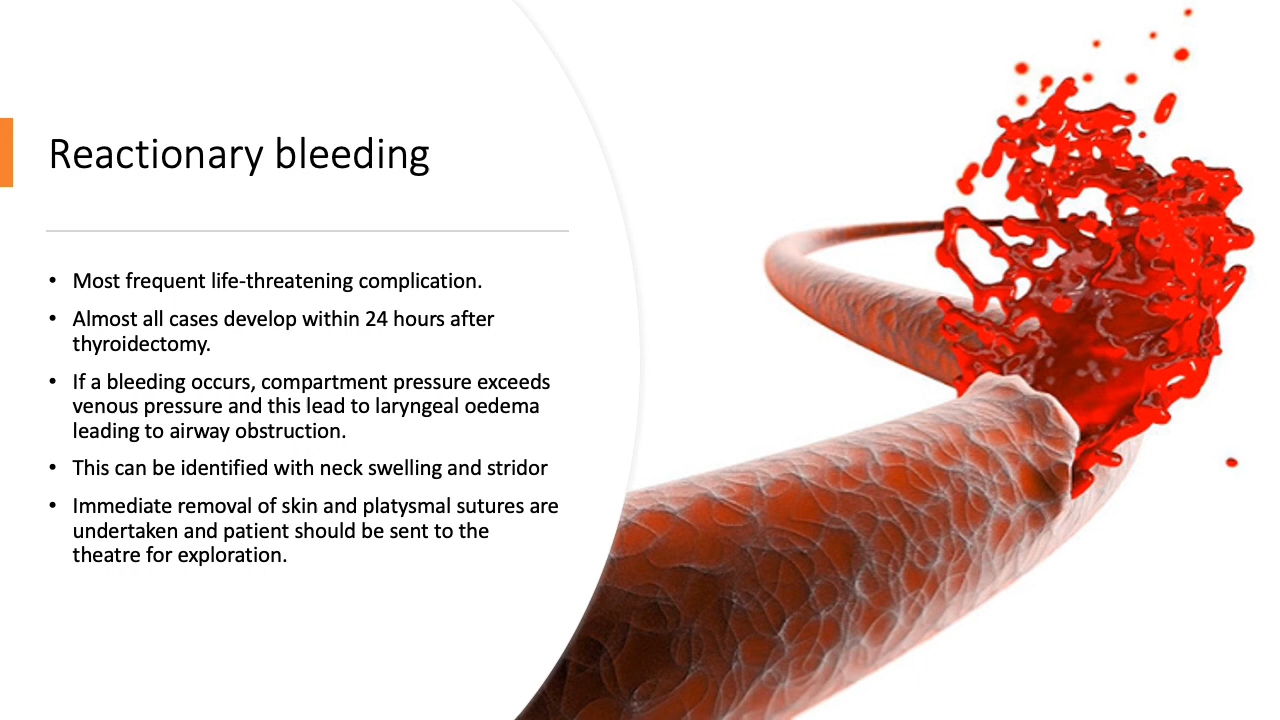 Reactionary bleeding
• Most frequent life-threatening complication.
• Almost all cases develop within 24 hours after
thyroidectomy.
• If a bleeding occurs, compartment pressure exceeds
venous pressure and this lead to laryngeal oedema
leading to airway obstruction.
• This can be identified with neck swelling and stridor
• Immediate removal of skin and platysmal sutures are
undertaken and patient should be sent to the
theatre for exploration.